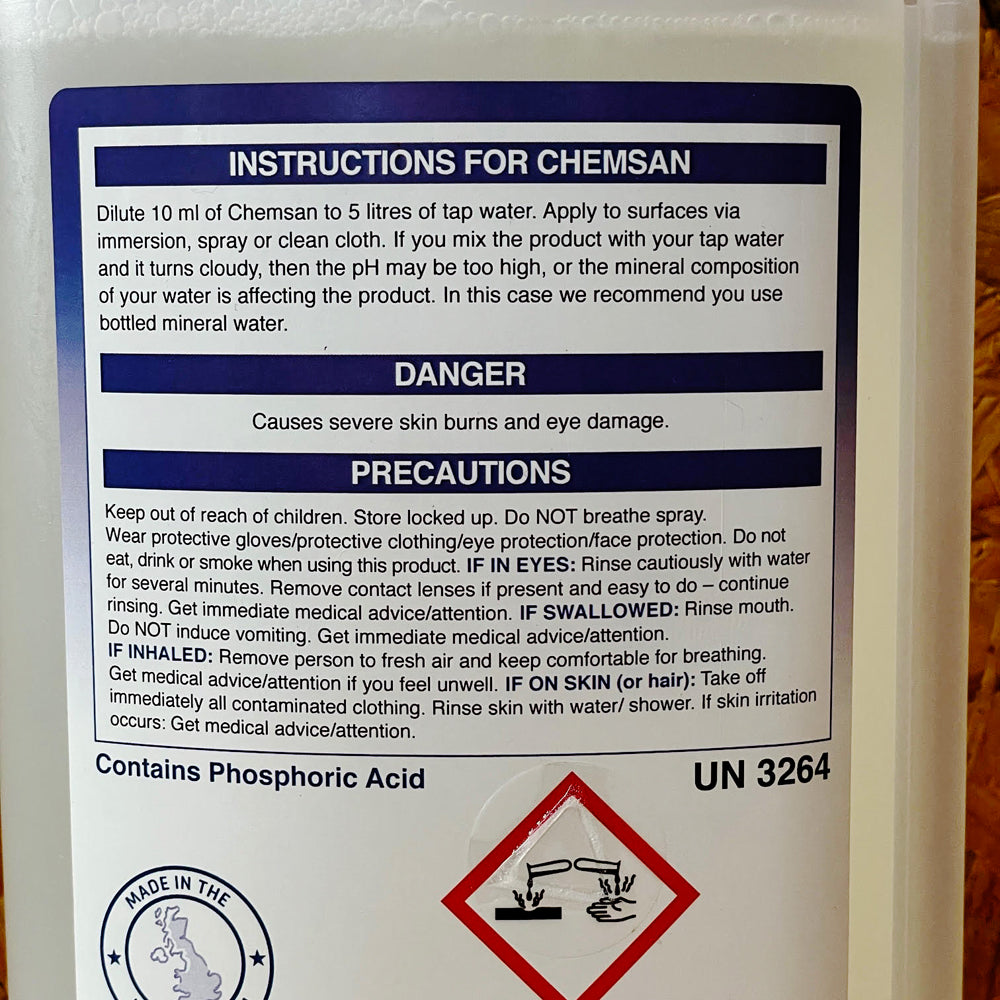 INSTRUCTIONS FOR CHEMSAN
Dilute 10 ml of Chemsan to 5 litres of tap water. Apply to surfaces via
immersion, spray or clean cloth. If you mix the product with your tap water
and it turns cloudy, then the pH may be too high, or the mineral composition
of your water is affecting the product. In this case we recommend you use
bottled mineral water.
DANGER
Causes severe skin burns and eye damage.
PRECAUTIONS
Keep out of reach of children. Store locked up. Do NOT breathe spray.
Wear protective gloves/protective clothing/eye protection/face protection. Do not
eat, drink or smoke when using this product. IF IN EYES: Rinse cautiously with water
for several minutes. Remove contact lenses if present and easy to do – continue
rinsing. Get immediate medical advice/attention. IF SWALLOWED: Rinse mouth.
Do NOT induce vomiting. Get immediate medical advice/attention.
IF INHALED: Remove person to fresh air and keep comfortable for breathing.
Get medical advice/attention if you feel unwell. IF ON SKIN (or hair): Take off
immediately all contaminated clothing. Rinse skin with water/ shower. If skin irritation
occurs: Get medical advice/attention.
Contains Phosphoric Acid
UN 3264
MADE IN THE